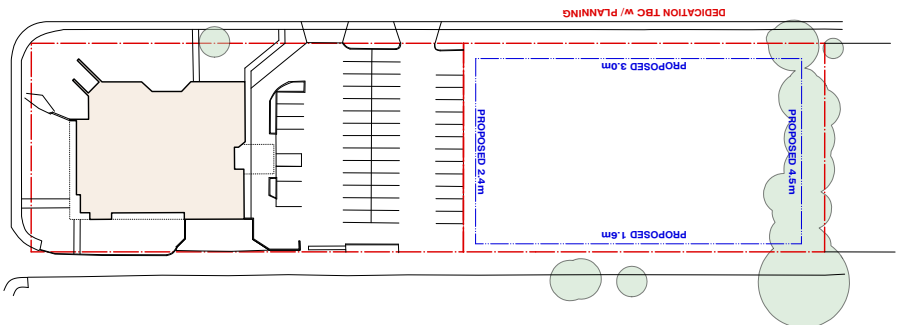 DEDICATION TBC w/ PLANNING
PROPOSED 3.0m
PROPOSED 2.4m
PROPOSED 4.5m
PROPOSED 1.6m